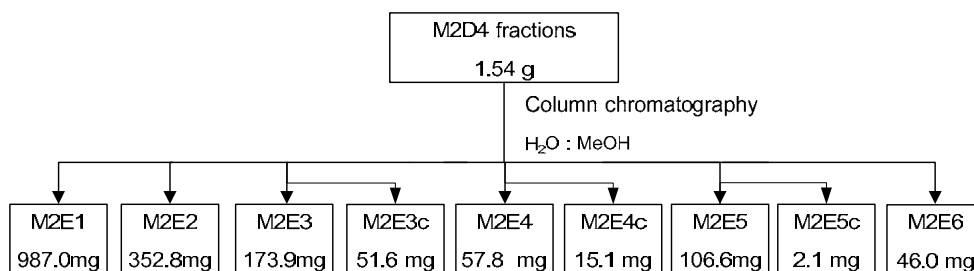 M2D4 fractions
1.54 g
Column chromatography
H₂O : MeOH
M2E1
987.0mg
M2E2
352.8mg
M2E3
173.9mg
M2E3c
51.6 mg
M2E4
57.8 mg
M2E4c
15.1 mg
M2E5
106.6mg
M2E5c
2.1 mg
M2E6
46.0 mg